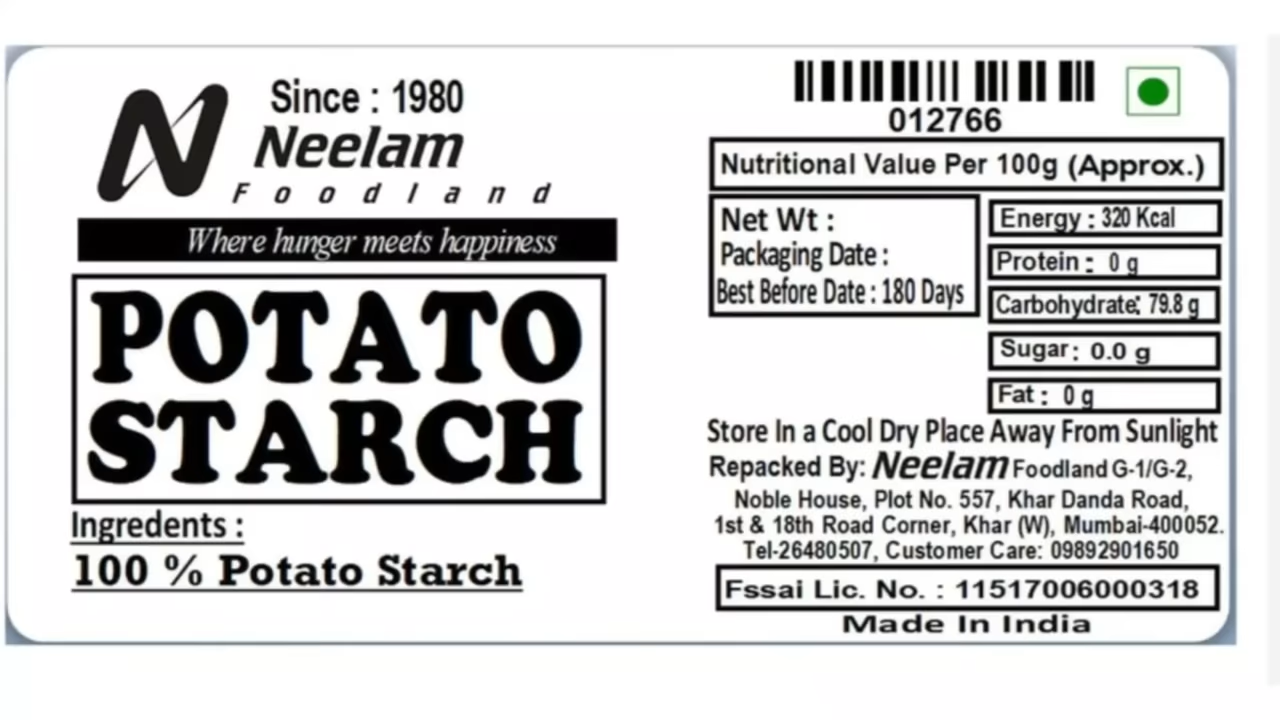 Since : 1980
Neelam
Foodland
Where hunger meets happiness
POTATO
STARCH
Ingredents :
100 % Potato Starch
012766
Nutritional Value Per 100g (Approx.)
Net Wt :
Packaging Date :
Best Before Date : 180 Days
Energy : 320 Kcal
Protein : 0 g
Carbohydrate: 79.8 g
Sugar : 0.0 g
Fat : 0 g
Store In a Cool Dry Place Away From Sunlight
Repacked By: Neelam Foodland G-1/G-2,
Noble House, Plot No. 557, Khar Danda Road,
1st & 18th Road Corner, Khar (W), Mumbai-400052.
Tel-26480507, Customer Care: 09892901650
Fssai Lic. No. : 11517006000318
Made In India